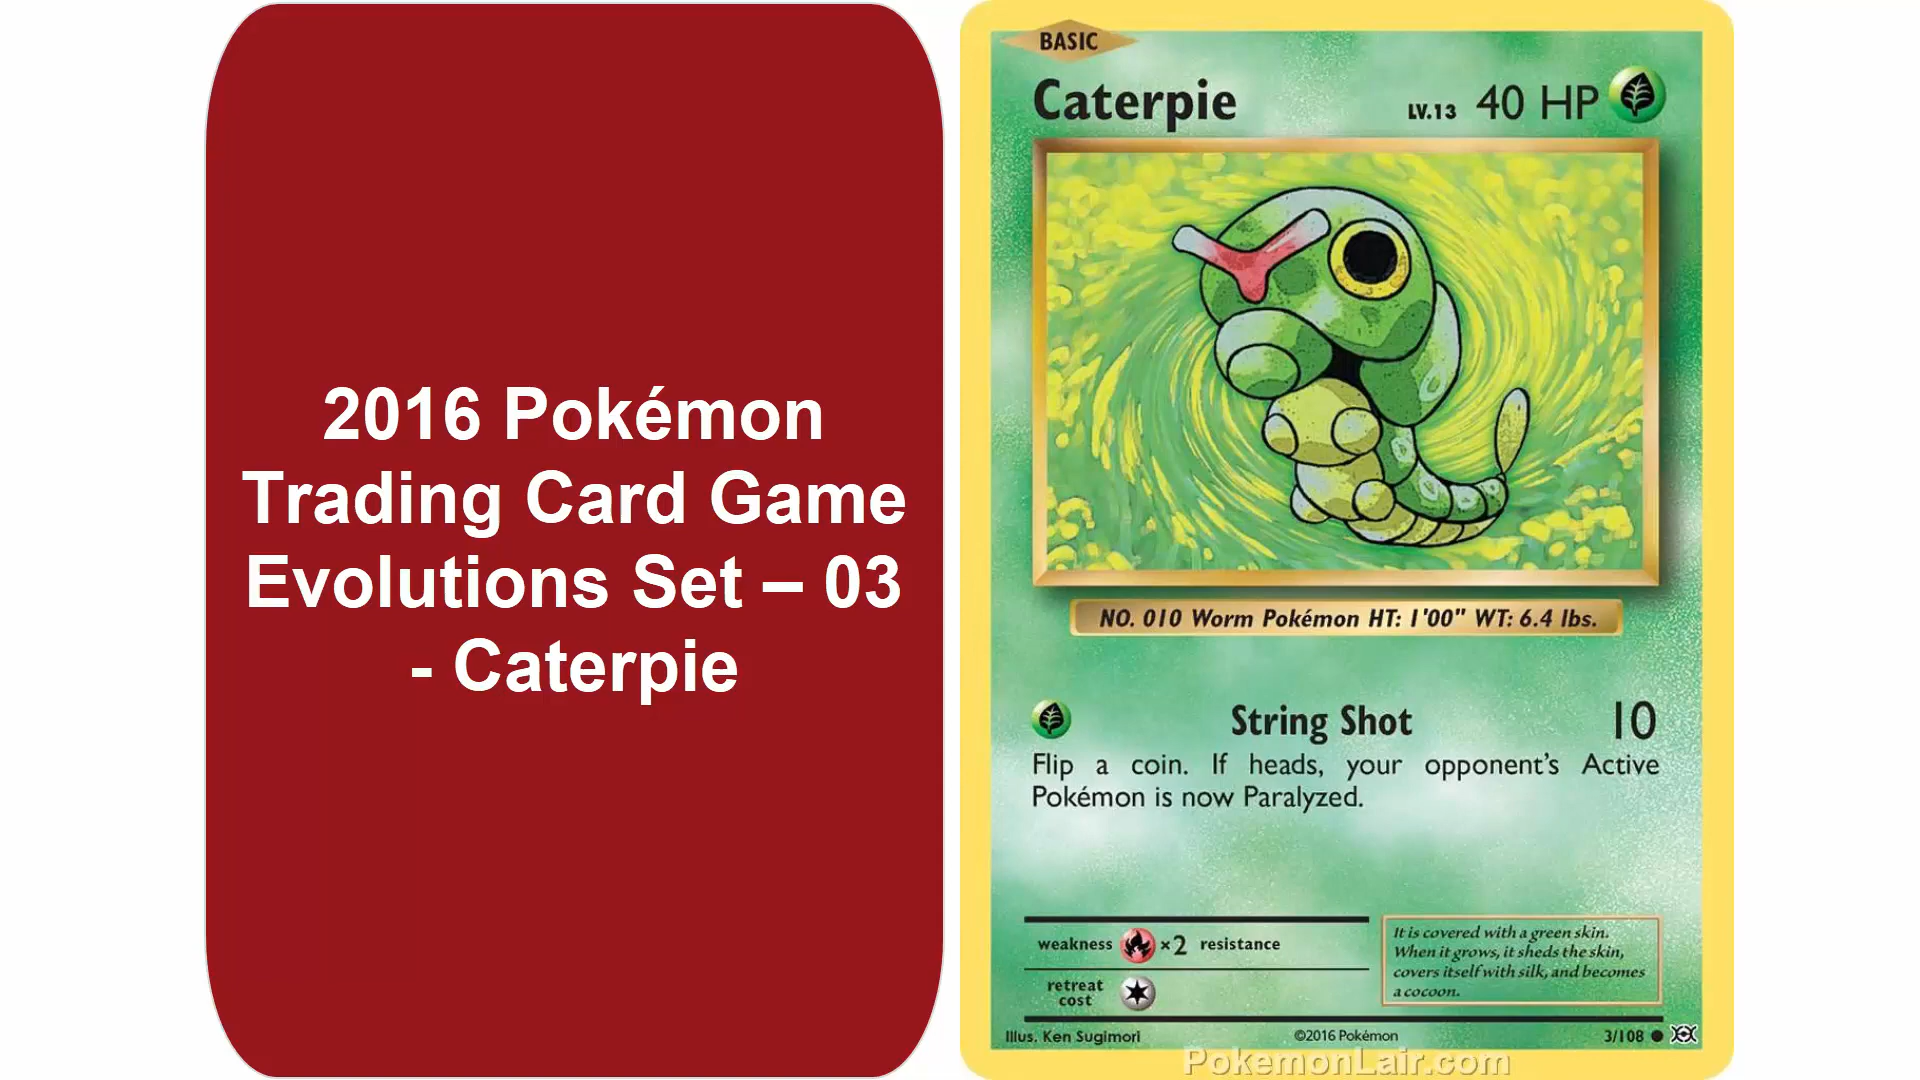 2016 Pokémon
Trading Card Game
Evolutions Set – 03
- Caterpie
BASIC
Caterpie LV.13 40 HP
NO. 010 Worm Pokémon HT: 1'00" WT: 6.4 lbs.
String Shot 10
Flip a coin. If heads, your opponent's Active
Pokémon is now Paralyzed.
weakness ×2 resistance
retreat
cost
It is covered with a green skin.
When it grows, it sheds the skin,
covers itself with silk, and becomes
a cocoon.
Illus. Ken Sugimori ©2016 Pokémon 3/108
PokemonLair.com